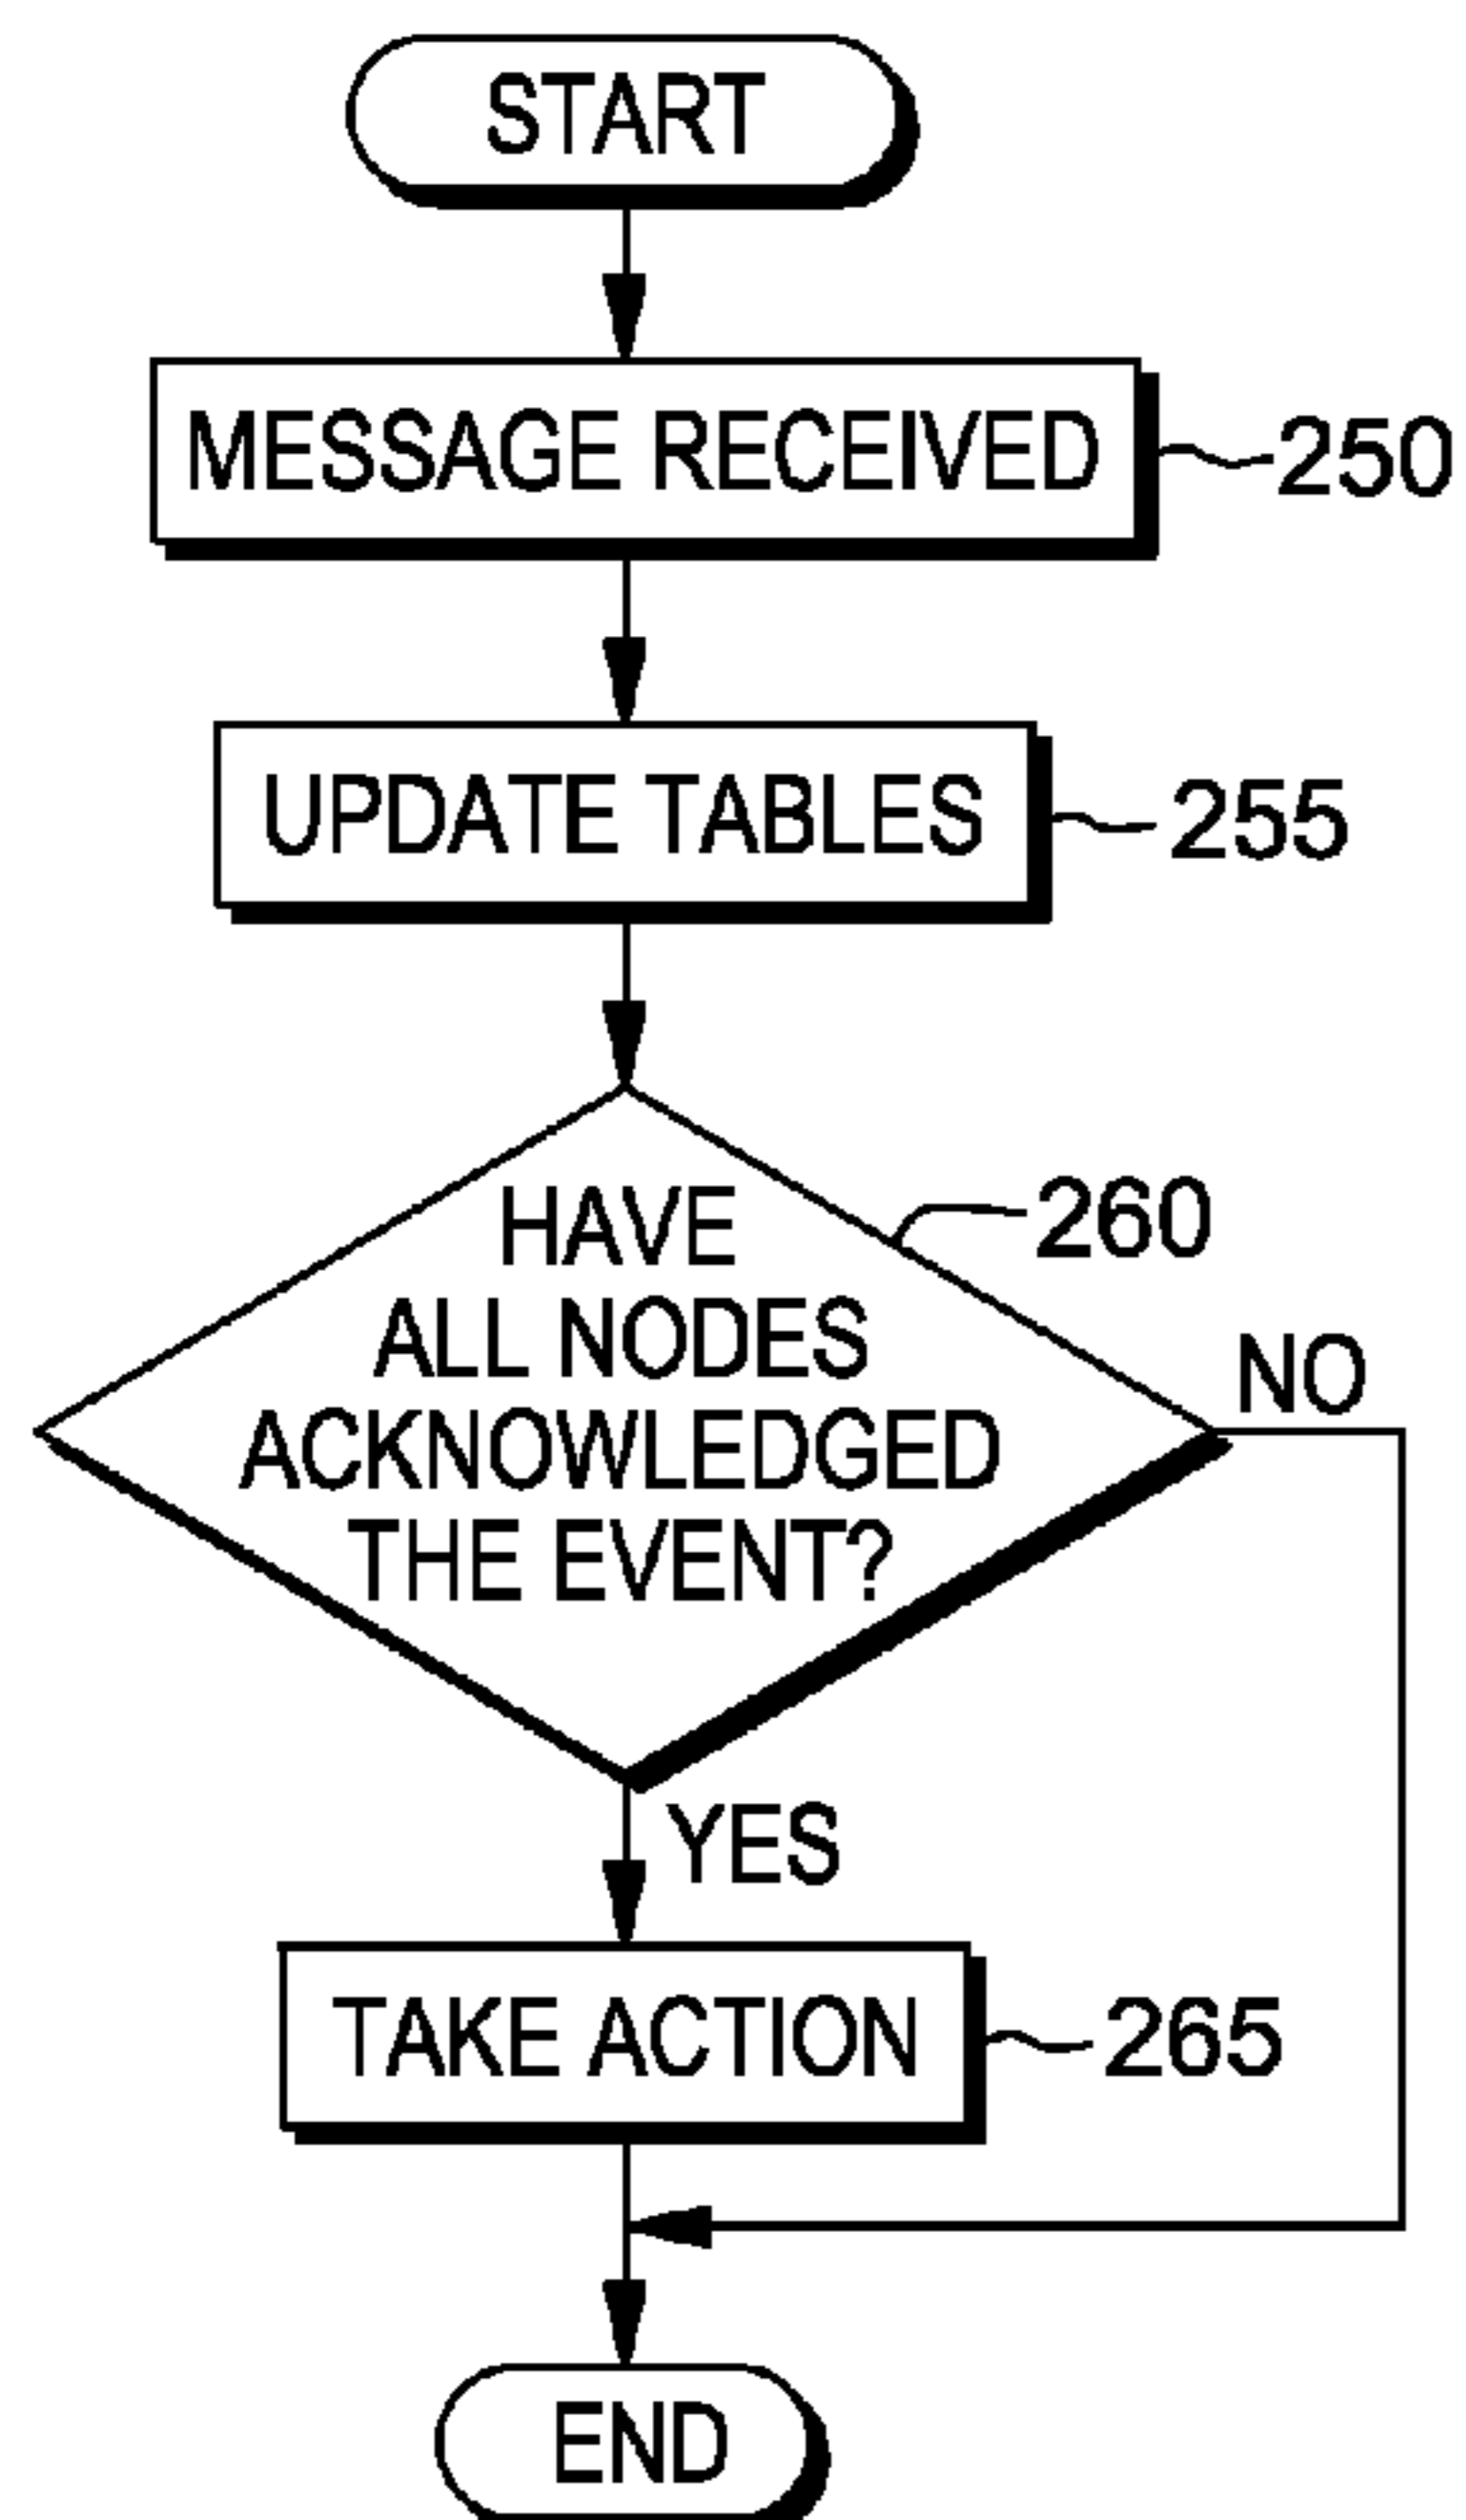 START
MESSAGE RECEIVED
250
UPDATE TABLES
255
HAVE
260
ALL NODES
NO
ACKNOWLEDGED
THE EVENT?
YES
TAKE ACTION
265
END